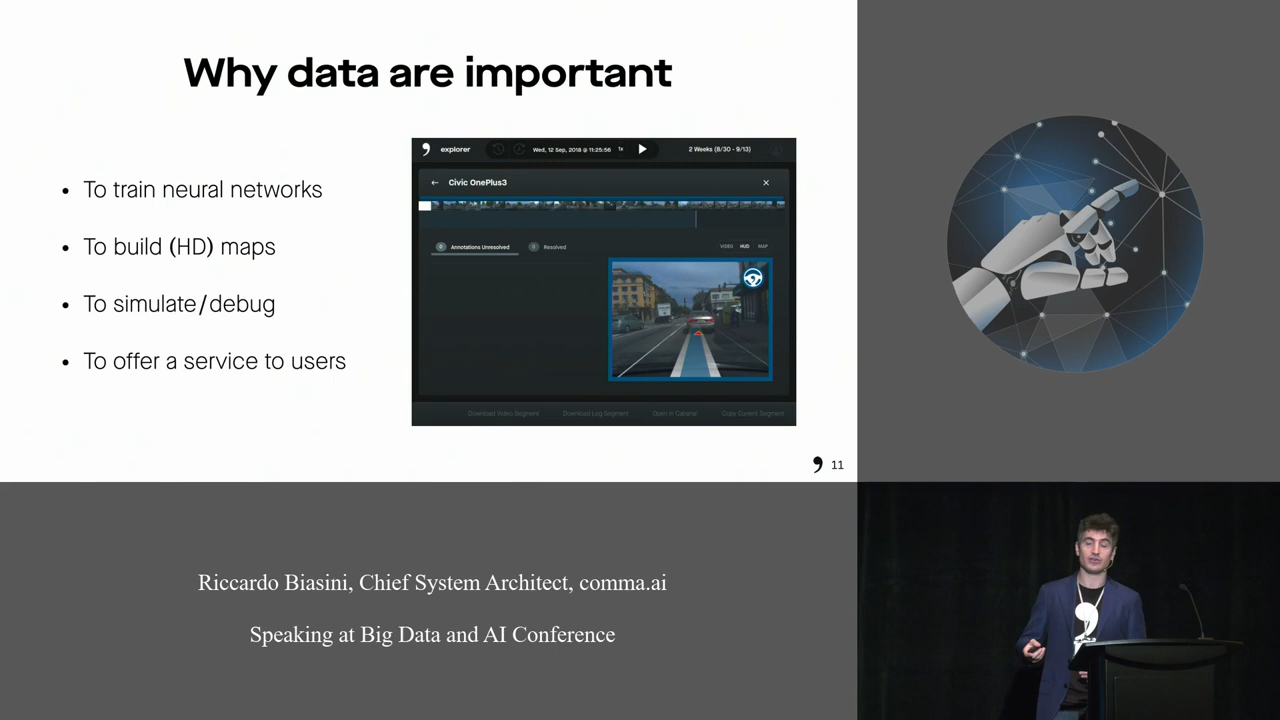 Why data are important
• To train neural networks
• To build (HD) maps
• To simulate/debug
• To offer a service to users
explorer
Wed, 12 Sep, 2018 @ 11:25:56
1x
2 Weeks (8/30 - 9/13)
Civic OnePlus3
0 Annotations Unresolved
0 Resolved
VIDEO HUD MAP
Download Video Segment
Download Log Segment
Open in Cabana!
Copy Current Segment
11
Riccardo Biasini, Chief System Architect, comma.ai
Speaking at Big Data and AI Conference